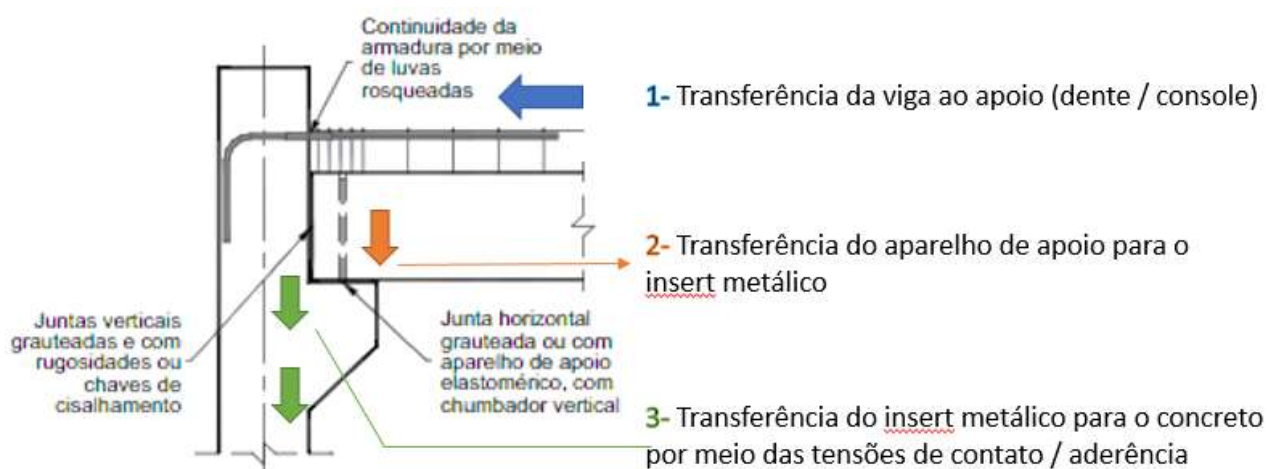 Continuidade da
armadura por meio
de luvas
rosqueadas
1- Transferência da viga ao apoio (dente / console)
2- Transferência do aparelho de apoio para o
insert metálico
Juntas verticais
grauteadas e com
rugosidades ou
chaves de
cisalhamento
Junta horizontal
grauteada ou com
aparelho de apoio
elastomérico, com
chumbador vertical
3- Transferência do insert metálico para o concreto
por meio das tensões de contato / aderência